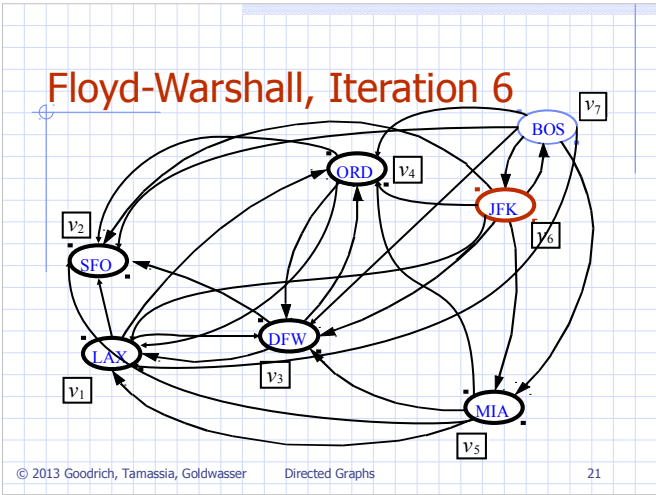 Floyd-Warshall, Iteration 6
v7
BOS
ORD
v4
JFK
v2
v6
SFO
DFW
LAX
v3
v1
MIA
v5
© 2013 Goodrich, Tamassia, Goldwasser Directed Graphs 21